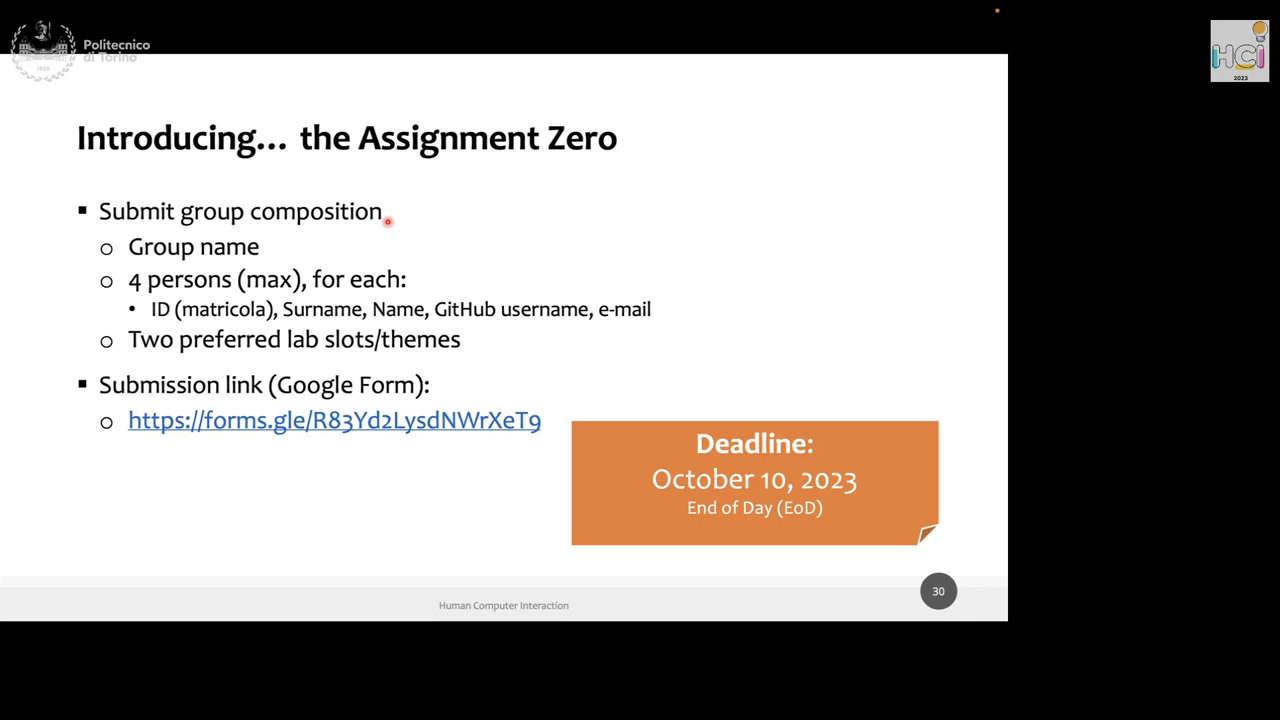 Politecnico
di Torino
1859
HCI
2023
Introducing... the Assignment Zero
▪ Submit group composition
o Group name
o 4 persons (max), for each:
• ID (matricola), Surname, Name, GitHub username, e-mail
o Two preferred lab slots/themes
▪ Submission link (Google Form):
o https://forms.gle/R83Yd2LysdNWrXeT9
Deadline:
October 10, 2023
End of Day (EoD)
Human Computer Interaction
30